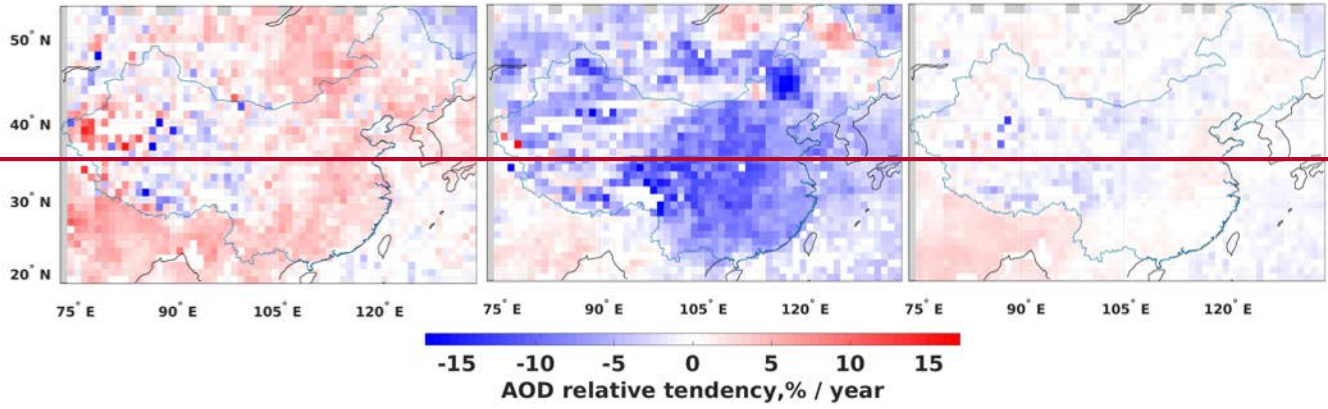 50° N
40° N
30° N
20° N
75° E 90° E 105° E 120° E 75° E 90° E 105° E 120° E 75° E 90° E 105° E 120° E
-15 -10 -5 0 5 10 15
AOD relative tendency,% / year